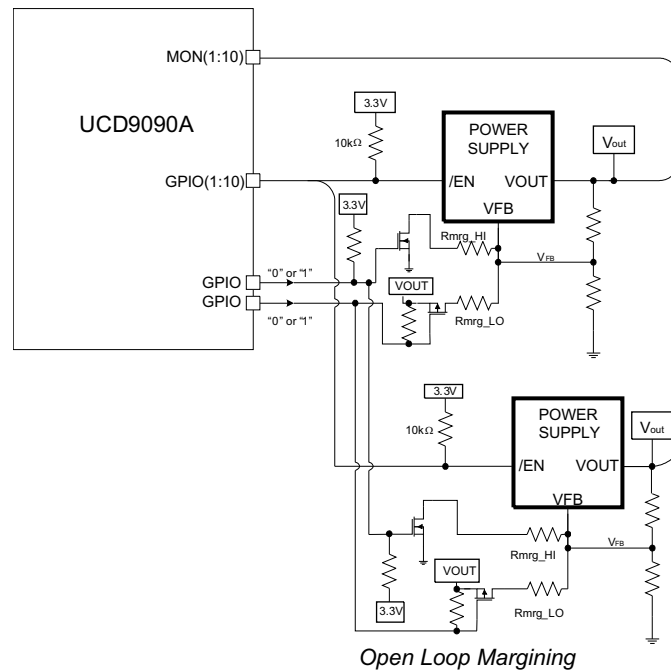 MON(1:10)
UCD9090A
GPIO(1:10)
GPIO
GPIO
"0" or "1"
"0" or "1"
3.3V
10kΩ
3.3V
POWER
SUPPLY
/EN
VOUT
VFB
Vout
Rmrg_HI
VFB
VOUT
Rmrg_LO
3.3V
10kΩ
POWER
SUPPLY
/EN
VOUT
VFB
Vout
Rmrg_HI
VFB
VOUT
Rmrg_LO
3.3V
Open Loop Margining